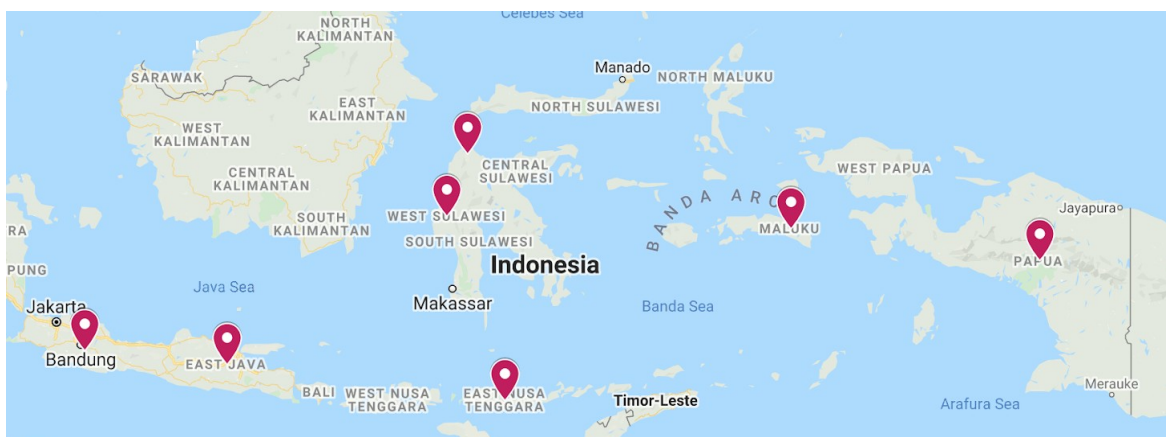 Celebes Sea
NORTH
KALIMANTAN
SARAWAK
Manado
NORTH MALUKU
EAST
KALIMANTAN
NORTH SULAWESI
WEST
KALIMANTAN
CENTRAL
SULAWESI
WEST PAPUA
CENTRAL
KALIMANTAN
BANDA ARC
Jayapura
WEST SULAWESI
SOUTH
KALIMANTAN
MALUKU
RA
SOUTH SULAWESI
Indonesia
PAPUA
PUNG
Java Sea
Makassar
Banda Sea
Jakarta
Bandung
EAST JAVA
BALI
WEST NUSA
TENGGARA
EAST NUSA
TENGGARA
Timor-Leste
Merauke
Arafura Sea